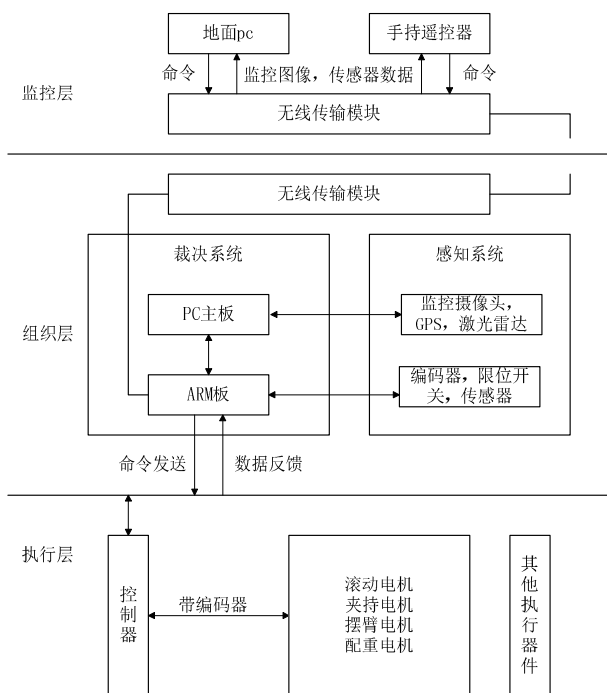 地面pc
手持遥控器
命令
监控图像，传感器数据
命令
监控层
无线传输模块
无线传输模块
裁决系统
感知系统
PC主板
监控摄像头，
GPS，激光雷达
组织层
ARM板
编码器，限位开
关，传感器
命令发送
数据反馈
执行层
控制器
带编码器
滚动电机
夹持电机
摆臂电机
配重电机
其他执行器件